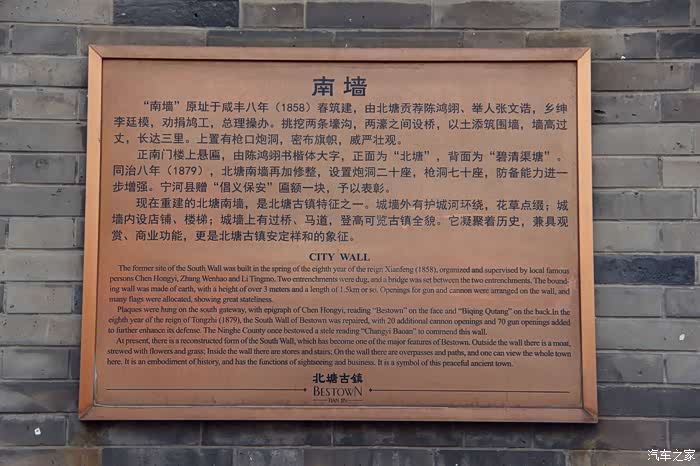 南墙
“南墙”原址于咸丰八年（1858）春筑建，由北塘贡荐陈鸿翊、举人张文诰，乡绅
李廷模，劝捐鸠工，总理操办。挑挖两条壕沟，两濠之间设桥，以土添筑围墙，墙高过
丈，长达三里。上置有枪口炮洞，密布旗帜，威严壮观。
正南门楼上悬匾，由陈鸿翊书楷体大字，正面为“北塘”，背面为“碧清渠塘”。
同治八年（1879），北塘南墙再加修整，设置炮洞二十座，枪洞七十座，防备能力进一
步增强。宁河县赠“倡义保安”匾额一块，予以表彰。
现在重建的北塘南墙，是北塘古镇特征之一。城墙外有护城河环绕，花草点缀；城
墙内设店铺、楼梯；城墙上有过桥、马道，登高可览古镇全貌。它凝聚着历史，兼具观
赏、商业功能，更是北塘古镇安定祥和的象征。
CITY WALL
The former site of the South Wall was built in the spring of the eighth year of the reign Xianfeng (1858), organized and supervised by local famous
persons Chen Hongyi, Zhang Wenhao and Li Tingmo. Two entrenchments were dug, and a bridge was set between the two entrenchments. The bound-
ing wall was made of earth, with a height of over 3 meters and a length of 1.5km or so. Openings for gun and cannon were arranged on the wall, and
many flags were allocated, showing great stateliness.
Plaques were hung on the south gateway, with epigraph of Chen Hongyi, reading "Bestown" on the face and "Biqing Qutang" on the back.In the
eighth year of the reign of Tongzhi (1879), the South Wall of Bestown was repaired, with 20 additional cannon openings and 70 gun openings added
to further enhance its defense. The Ninghe County once bestowed a stele reading "Changyi Baoan" to commend this wall.
At present, there is a reconstructed form of the South Wall, which has become one of the major features of Bestown. Outside the wall there is a moat,
strewed with flowers and grass; Inside the wall there are stores and stairs; On the wall there are overpasses and paths, and one can view the whole town
here. It is an embodiment of history, and has the functions of sightseeing and business. It is a symbol of this peaceful ancient town.
北塘古镇
BESTOWN
TIAN JIN
汽车之家